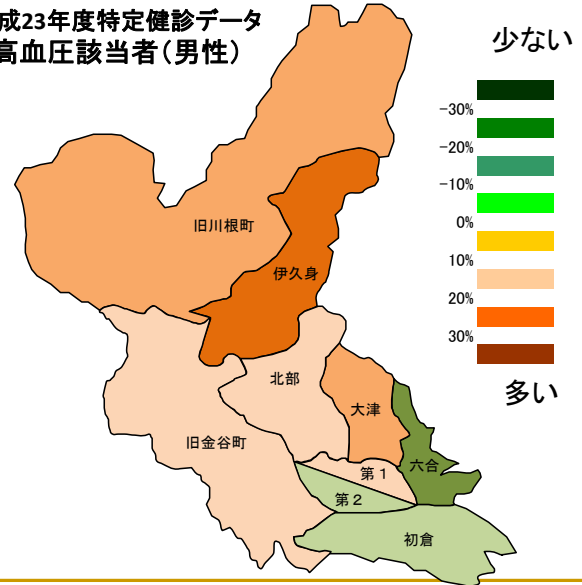 成23年度特定健診データ
高血圧該当者(男性)
少ない
-30%
-20%
-10%
0%
10%
20%
30%
多い
旧川根町
伊久身
北部
大津
旧金谷町
六合
第1
第2
初倉